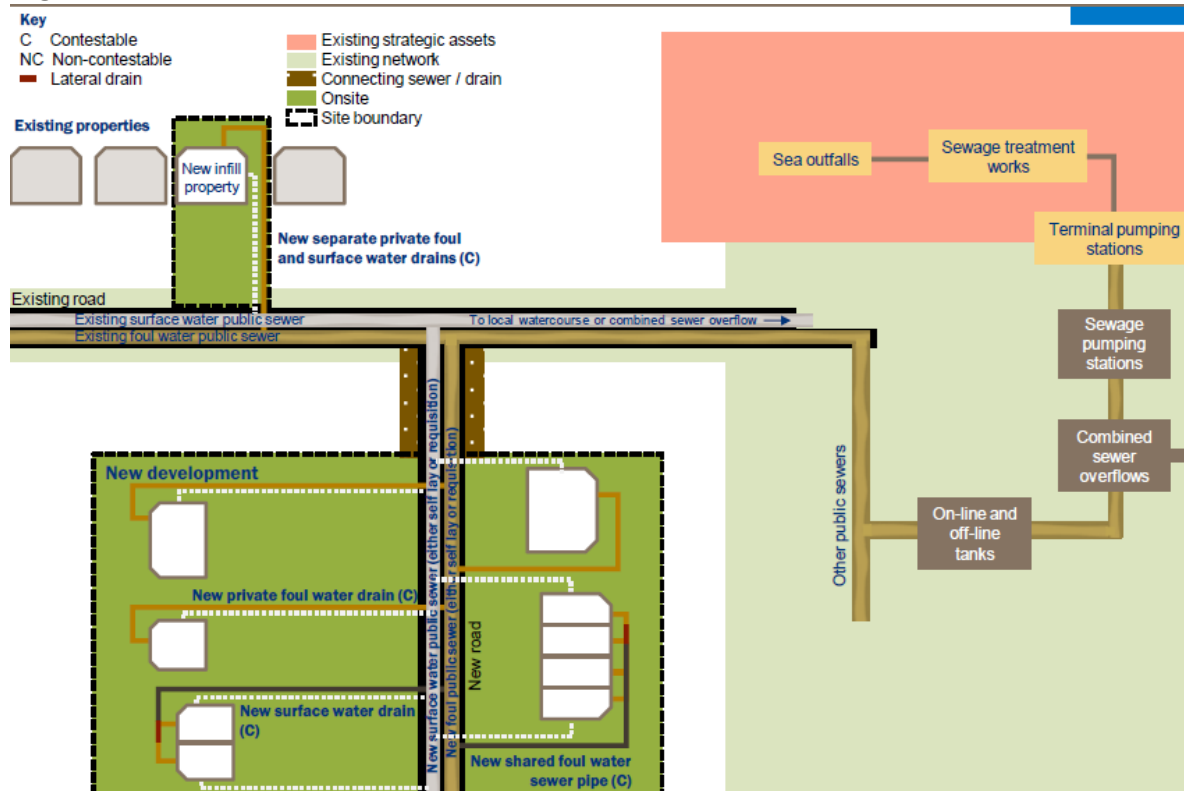 Key
C Contestable
NC Non-contestable
Lateral drain
Existing strategic assets
Existing network
Connecting sewer / drain
Onsite
Site boundary
Existing properties
New infill
property
New separate private foul
and surface water drains (C)
Sea outfalls
Sewage treatment
works
Terminal pumping
stations
Existing road
Existing surface water public sewer
To local watercourse or combined sewer overflow
Existing foul water public sewer
Sewage
pumping
stations
Combined
sewer
overflows
On-line and
off-line
tanks
Other public sewers
New development
New surface water public sewer (either self lay or requisition)
New foul public sewer (either self lay or requisition)
New road
New private foul water drain (C)
New surface water drain
(C)
New shared foul water
sewer pipe (C)